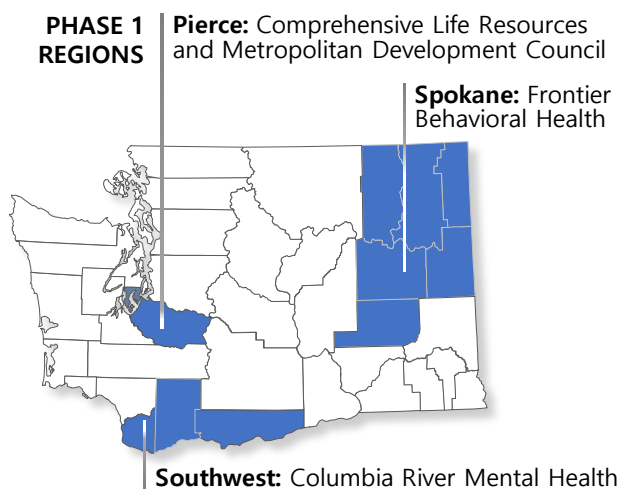 PHASE 1
REGIONS
Pierce: Comprehensive Life Resources
and Metropolitan Development Council
Spokane: Frontier
Behavioral Health
Southwest: Columbia River Mental Health